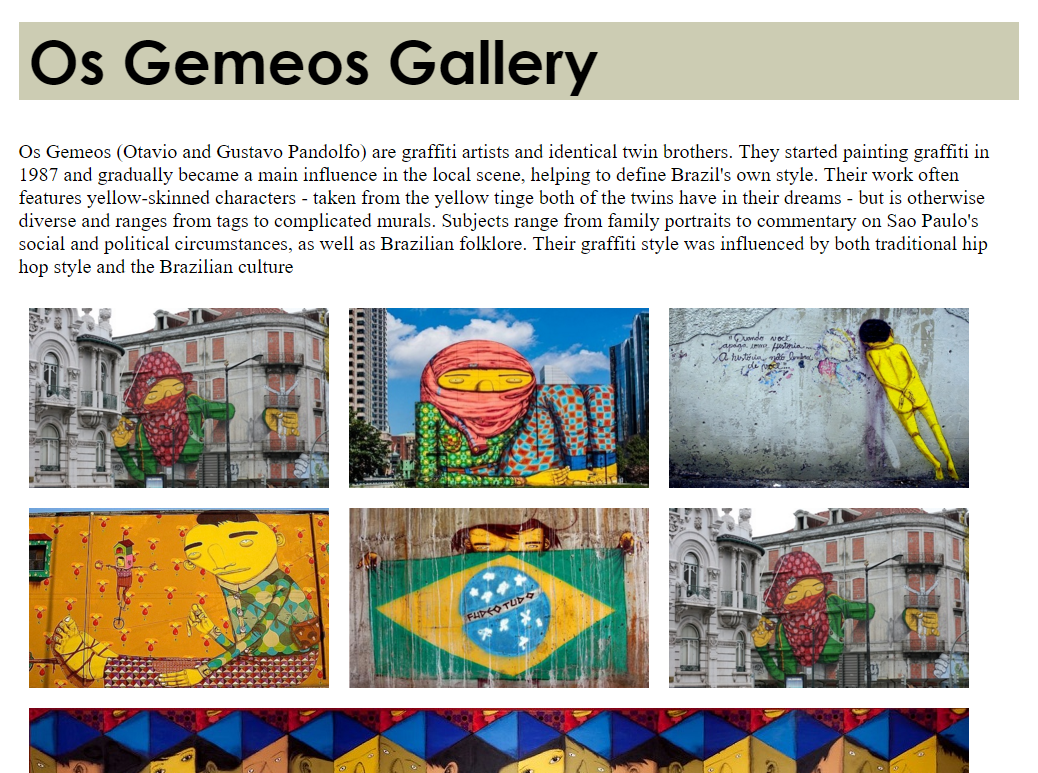 Os Gemeos Gallery
Os Gemeos (Otavio and Gustavo Pandolfo) are graffiti artists and identical twin brothers. They started painting graffiti in
1987 and gradually became a main influence in the local scene, helping to define Brazil's own style. Their work often
features yellow-skinned characters - taken from the yellow tinge both of the twins have in their dreams - but is otherwise
diverse and ranges from tags to complicated murals. Subjects range from family portraits to commentary on Sao Paulo's
social and political circumstances, as well as Brazilian folklore. Their graffiti style was influenced by both traditional hip
hop style and the Brazilian culture
Quando você
apaga uma história
A história não lembra
de você...